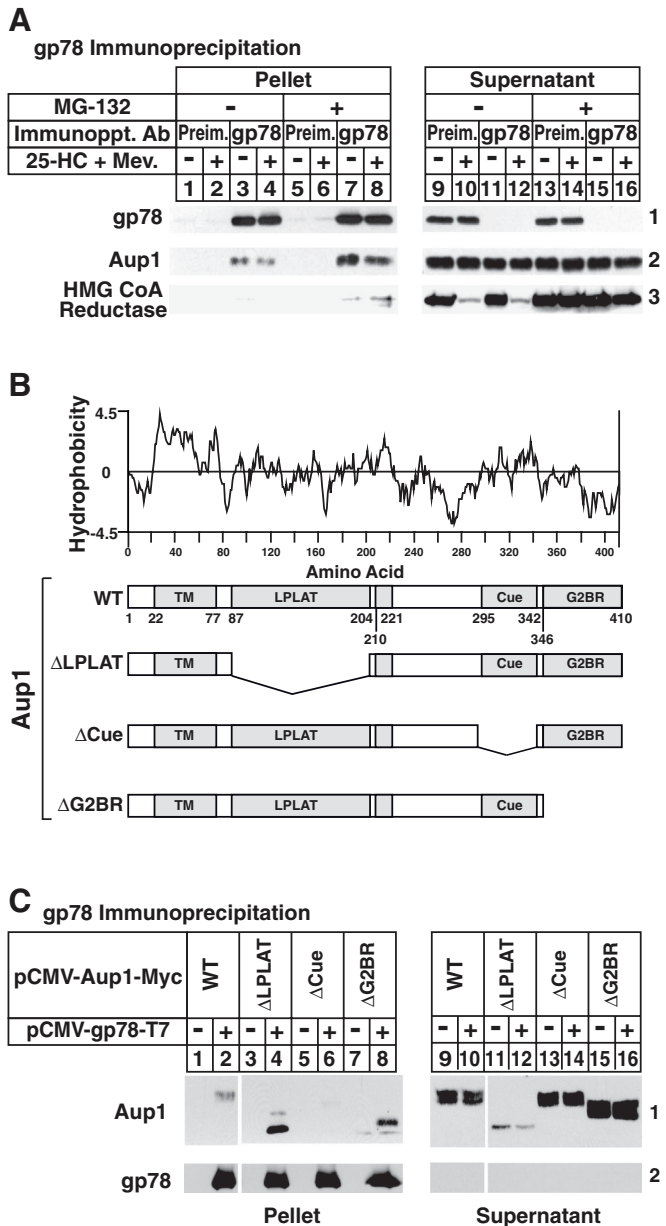 A
gp78 Immunoprecipitation
Pellet Supernatant
MG-132 - + - +
Immunoppt. Ab Preim. gp78 Preim. gp78 Preim. gp78 Preim. gp78
25-HC + Mev. - + - + - + - + - + - + - + - +
1 2 3 4 5 6 7 8 9 10 11 12 13 14 15 16
gp78 1
Aup1 2
HMG CoA
Reductase 3
B
Hydrophobicity
4.5
0
-4.5
0 40 80 120 160 200 240 280 320 360 400
Amino Acid
Aup1
WT TM LPLAT Cue G2BR
1 22 77 87 204 221 295 342 410
210 346
ΔLPLAT TM Cue G2BR
ΔCue TM LPLAT G2BR
ΔG2BR TM LPLAT Cue
C
gp78 Immunoprecipitation
pCMV-Aup1-Myc WT ΔLPLAT ΔCue ΔG2BR WT ΔLPLAT ΔCue ΔG2BR
pCMV-gp78-T7 - + - + - + - + - + - + - + - +
1 2 3 4 5 6 7 8 9 10 11 12 13 14 15 16
Aup1 1
gp78 2
Pellet Supernatant